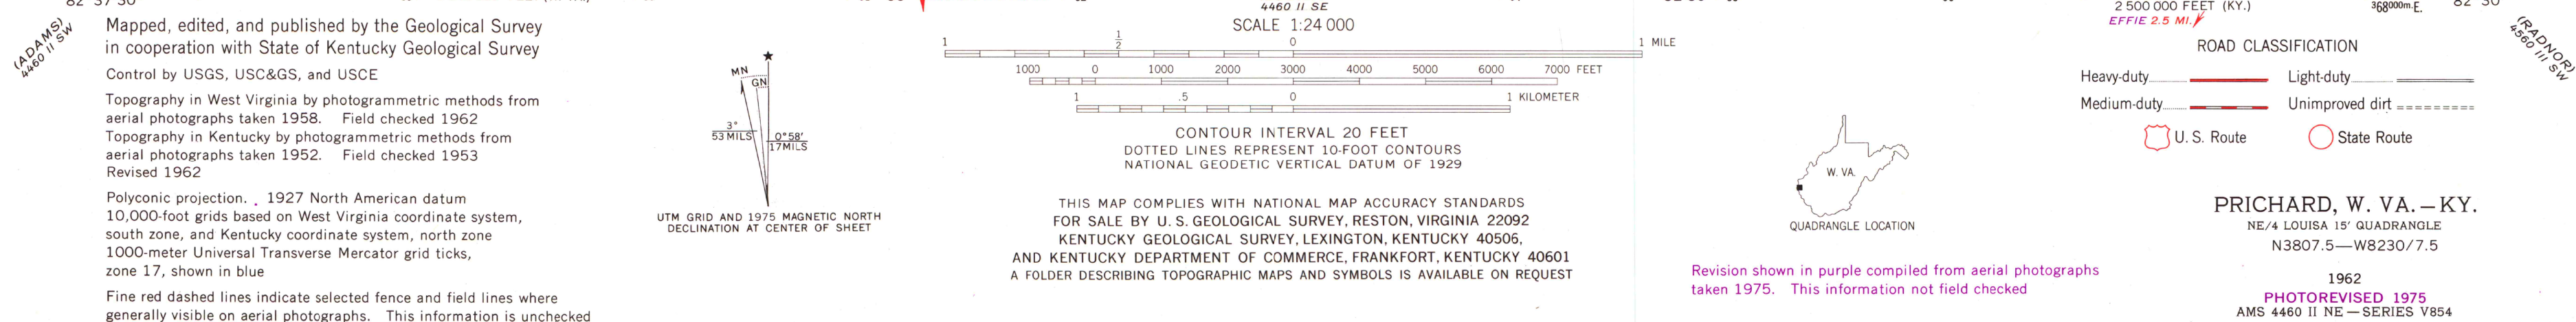 82°37'30"
(ADAMS)
4460 II SW
Mapped, edited, and published by the Geological Survey
in cooperation with State of Kentucky Geological Survey
Control by USGS, USC&GS, and USCE
Topography in West Virginia by photogrammetric methods from
aerial photographs taken 1958. Field checked 1962
Topography in Kentucky by photogrammetric methods from
aerial photographs taken 1952. Field checked 1953
Revised 1962
Polyconic projection. 1927 North American datum
10,000-foot grids based on West Virginia coordinate system,
south zone, and Kentucky coordinate system, north zone
1000-meter Universal Transverse Mercator grid ticks,
zone 17, shown in blue
Fine red dashed lines indicate selected fence and field lines where
generally visible on aerial photographs. This information is unchecked
MN
GN
3°
53 MILS
0°58'
17 MILS
UTM GRID AND 1975 MAGNETIC NORTH
DECLINATION AT CENTER OF SHEET
4460 II SE
SCALE 1:24 000
1 1/2 0 1 MILE
1000 0 1000 2000 3000 4000 5000 6000 7000 FEET
1 .5 0 1 KILOMETER
CONTOUR INTERVAL 20 FEET
DOTTED LINES REPRESENT 10-FOOT CONTOURS
NATIONAL GEODETIC VERTICAL DATUM OF 1929
THIS MAP COMPLIES WITH NATIONAL MAP ACCURACY STANDARDS
FOR SALE BY U. S. GEOLOGICAL SURVEY, RESTON, VIRGINIA 22092
KENTUCKY GEOLOGICAL SURVEY, LEXINGTON, KENTUCKY 40506,
AND KENTUCKY DEPARTMENT OF COMMERCE, FRANKFORT, KENTUCKY 40601
A FOLDER DESCRIBING TOPOGRAPHIC MAPS AND SYMBOLS IS AVAILABLE ON REQUEST
W. VA.
QUADRANGLE LOCATION
Revision shown in purple compiled from aerial photographs
taken 1975. This information not field checked
2 500 000 FEET (KY.)
EFFIE 2.5 MI.
368000m.E.
82°30'
(RADNOR)
4560 III SW
ROAD CLASSIFICATION
Heavy-duty Light-duty
Medium-duty Unimproved dirt
U. S. Route State Route
PRICHARD, W. VA.—KY.
NE/4 LOUISA 15' QUADRANGLE
N3807.5—W8230/7.5
1962
PHOTOREVISED 1975
AMS 4460 II NE—SERIES V854